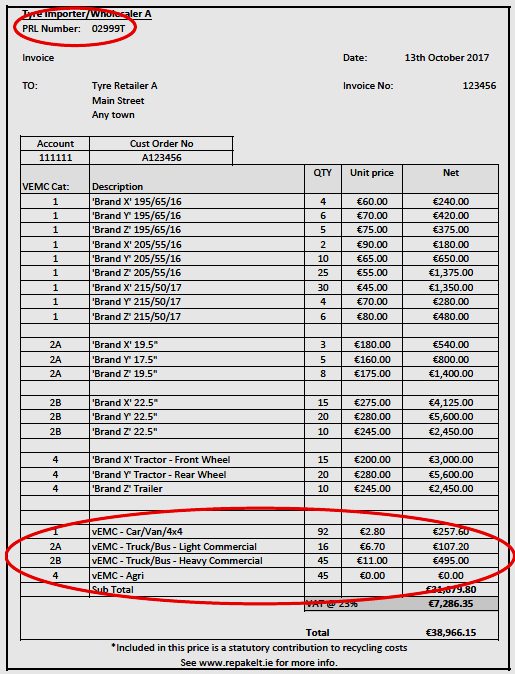 Tyre Importer/Wholesaler A
PRL Number: 02999T
Invoice Date: 13th October 2017
TO: Tyre Retailer A Invoice No: 123456
Main Street
Any town
Account Cust Order No
111111 A123456
QTY Unit price Net
VEMC Cat: Description
1 'Brand X' 195/65/16 4 €60.00 €240.00
1 'Brand Y' 195/65/16 6 €70.00 €420.00
1 'Brand Z' 195/65/16 5 €75.00 €375.00
1 'Brand X' 205/55/16 2 €90.00 €180.00
1 'Brand Y' 205/55/16 10 €65.00 €650.00
1 'Brand Z' 205/55/16 25 €55.00 €1,375.00
1 'Brand X' 215/50/17 30 €45.00 €1,350.00
1 'Brand Y' 215/50/17 4 €70.00 €280.00
1 'Brand Z' 215/50/17 6 €80.00 €480.00
2A 'Brand X' 19.5" 3 €180.00 €540.00
2A 'Brand Y' 17.5" 5 €160.00 €800.00
2A 'Brand Z' 19.5" 8 €175.00 €1,400.00
2B 'Brand X' 22.5" 15 €275.00 €4,125.00
2B 'Brand Y' 22.5" 20 €280.00 €5,600.00
2B 'Brand Z' 22.5" 10 €245.00 €2,450.00
4 'Brand X' Tractor - Front Wheel 15 €200.00 €3,000.00
4 'Brand Y' Tractor - Rear Wheel 20 €280.00 €5,600.00
4 'Brand Z' Trailer 10 €245.00 €2,450.00
1 vEMC - Car/Van/4x4 92 €2.80 €257.60
2A vEMC - Truck/Bus - Light Commercial 16 €6.70 €107.20
2B vEMC - Truck/Bus - Heavy Commercial 45 €11.00 €495.00
4 vEMC - Agri 45 €0.00 €0.00
Sub Total €31,679.80
VAT @ 23% €7,286.35
Total €38,966.15
*Included in this price is a statutory contribution to recycling costs
See www.repakelt.ie for more info.